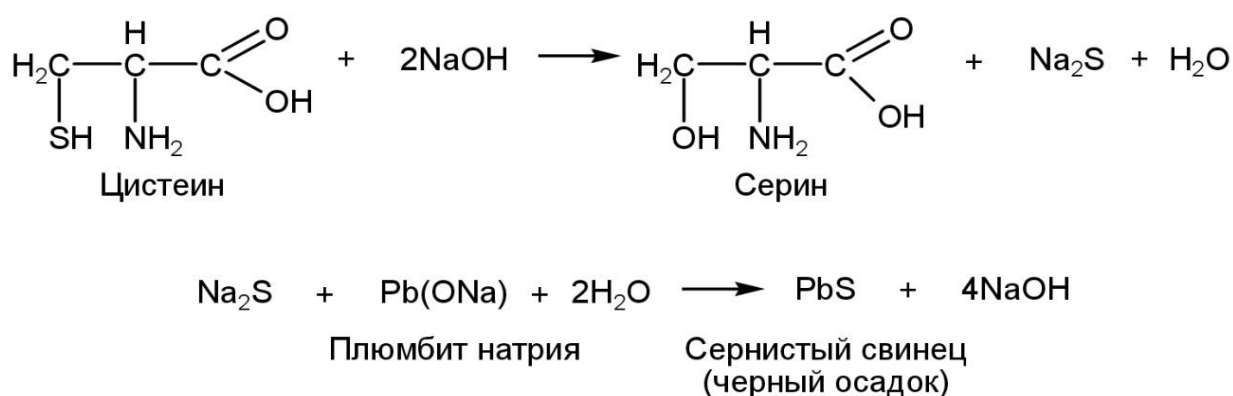 H O H O
H₂C C C + 2NaOH ⟶ H₂C C C + Na₂S + H₂O
OH OH
SH NH₂ OH NH₂
Цистеин Серин
Na₂S + Pb(ONa) + 2H₂O ⟶ PbS + 4NaOH
Плюмбит натрия Сернистый свинец
(черный осадок)